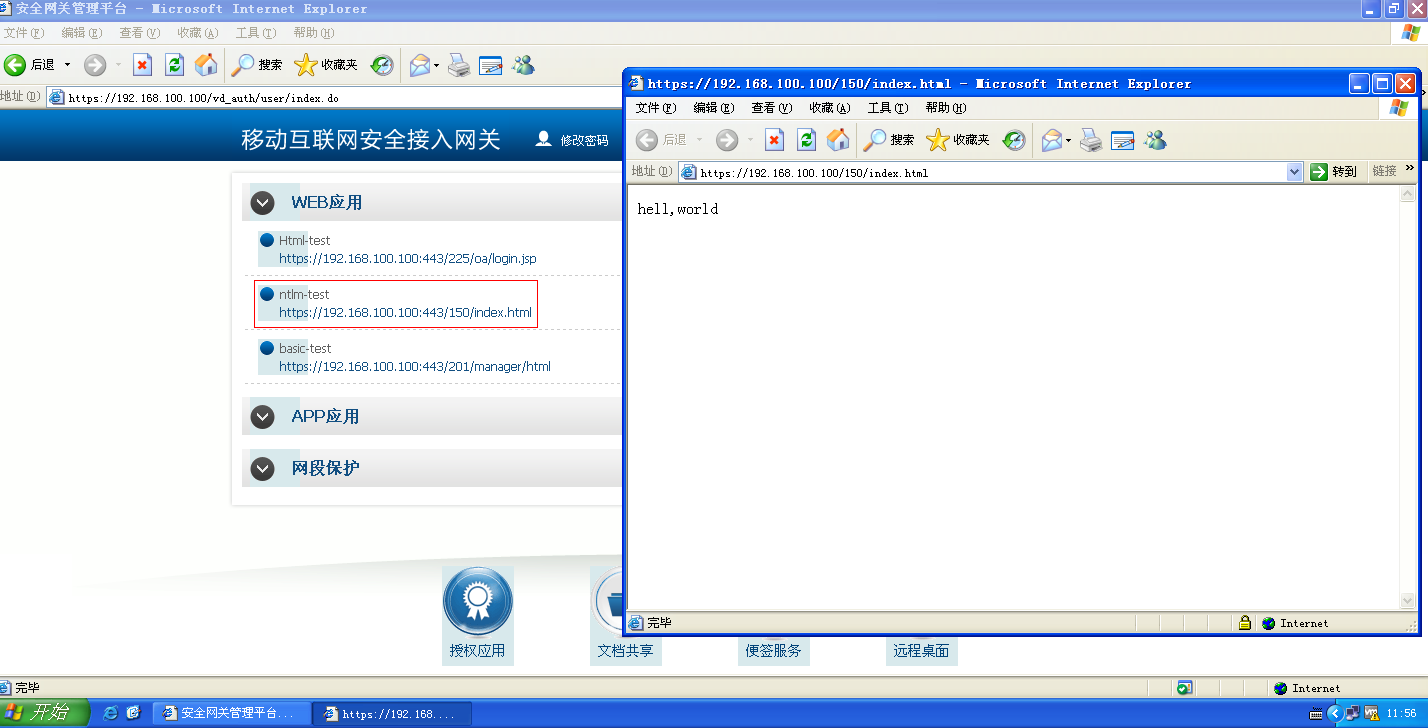 安全网关管理平台 - Microsoft Internet Explorer
文件(F) 编辑(E) 查看(V) 收藏(A) 工具(T) 帮助(H)
后退 搜索 收藏夹
地址(D) https://192.168.100.100/vd_auth/user/index.do
移动互联网安全接入网关 修改密码
WEB应用
Html-test
https://192.168.100.100:443/225/oa/login.jsp
ntlm-test
https://192.168.100.100:443/150/index.html
basic-test
https://192.168.100.100:443/201/manager/html
APP应用
网段保护
授权应用 文档共享 便签服务 远程桌面
完毕 Internet
https://192.168.100.100/150/index.html - Microsoft Internet Explorer
文件(F) 编辑(E) 查看(V) 收藏(A) 工具(T) 帮助(H)
后退 搜索 收藏夹
地址(D) https://192.168.100.100/150/index.html 转到 链接 »
hell,world
完毕 Internet
开始 安全网关管理平台... https://192.168.... 11:56